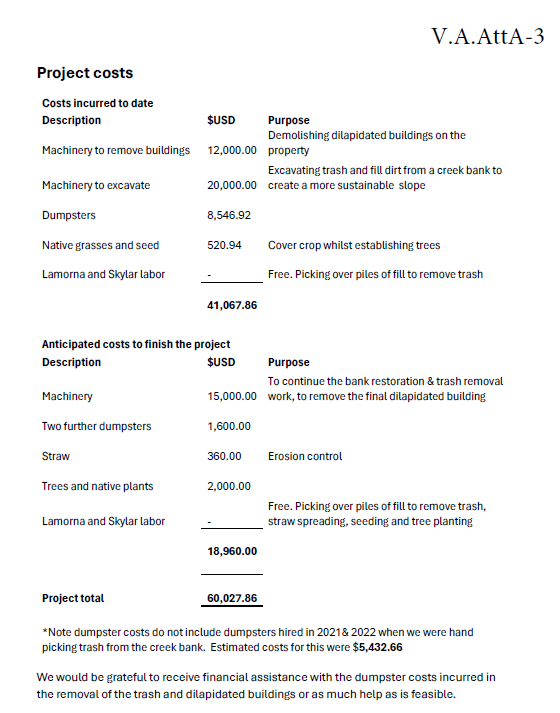 V.A.AttA-3
Project costs
Costs incurred to date
Description $USD Purpose
Demolishing dilapidated buildings on the
Machinery to remove buildings 12,000.00 property
Excavating trash and fill dirt from a creek bank to
Machinery to excavate 20,000.00 create a more sustainable slope
Dumpsters 8,546.92
Native grasses and seed 520.94 Cover crop whilst establishing trees
Lamorna and Skylar labor - Free. Picking over piles of fill to remove trash
41,067.86
Anticipated costs to finish the project
Description $USD Purpose
To continue the bank restoration & trash removal
Machinery 15,000.00 work, to remove the final dilapidated building
Two further dumpsters 1,600.00
Straw 360.00 Erosion control
Trees and native plants 2,000.00
Free. Picking over piles of fill to remove trash,
Lamorna and Skylar labor - straw spreading, seeding and tree planting
18,960.00
Project total 60,027.86
*Note dumpster costs do not include dumpsters hired in 2021& 2022 when we were hand
picking trash from the creek bank. Estimated costs for this were $5,432.66
We would be grateful to receive financial assistance with the dumpster costs incurred in
the removal of the trash and dilapidated buildings or as much help as is feasible.